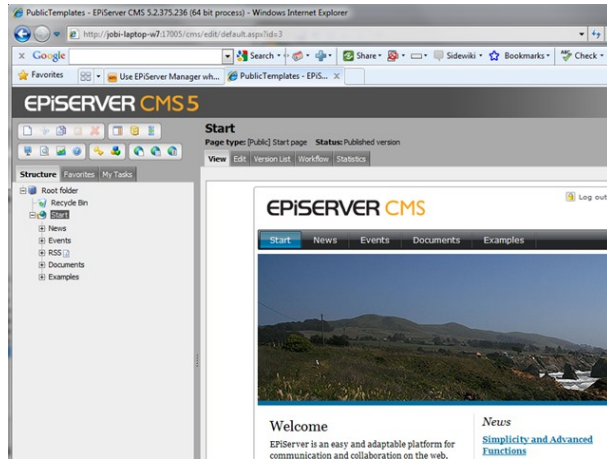 PublicTemplates - EPiServer CMS 5.2.375.236 (64 bit process) - Windows Internet Explorer
http://jobi-laptop-w7:17005/cms/edit/default.aspx?id=3
x Google Search Share Sidewiki Bookmarks Check
Favorites Use EPiServer Manager wh... PublicTemplates - EPiS... X
EPiSERVER CMS 5
Start
Page type: [Public] Start page Status: Published version
View Edit Version List Workflow Statistics
Structure Favorites My Tasks
Root folder
Recycle Bin
Start
News
Events
RSS
Documents
Examples
EPiSERVER CMS
Log out
Start News Events Documents Examples
Welcome
EPiServer is an easy and adaptable platform for
communication and collaboration on the web.
News
Simplicity and Advanced
Functions